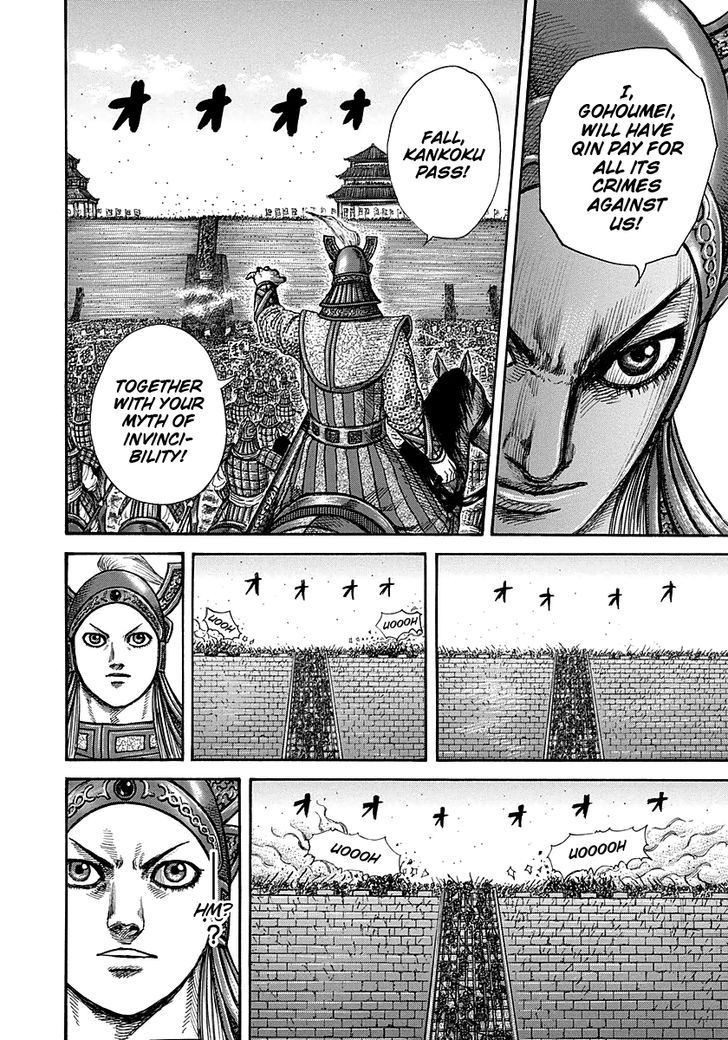 I,
GOHOUMEI,
WILL HAVE
QIN PAY FOR
ALL ITS
CRIMES
AGAINST
US!
FALL,
KANKOKU
PASS!
オオオオ
TOGETHER
WITH YOUR
MYTH OF
INVINCI-
BILITY!
オオオオ
オオオオ
UOOOH
UOOH
オオオオオオ
UOOOOH
UOOOH
HM?
?